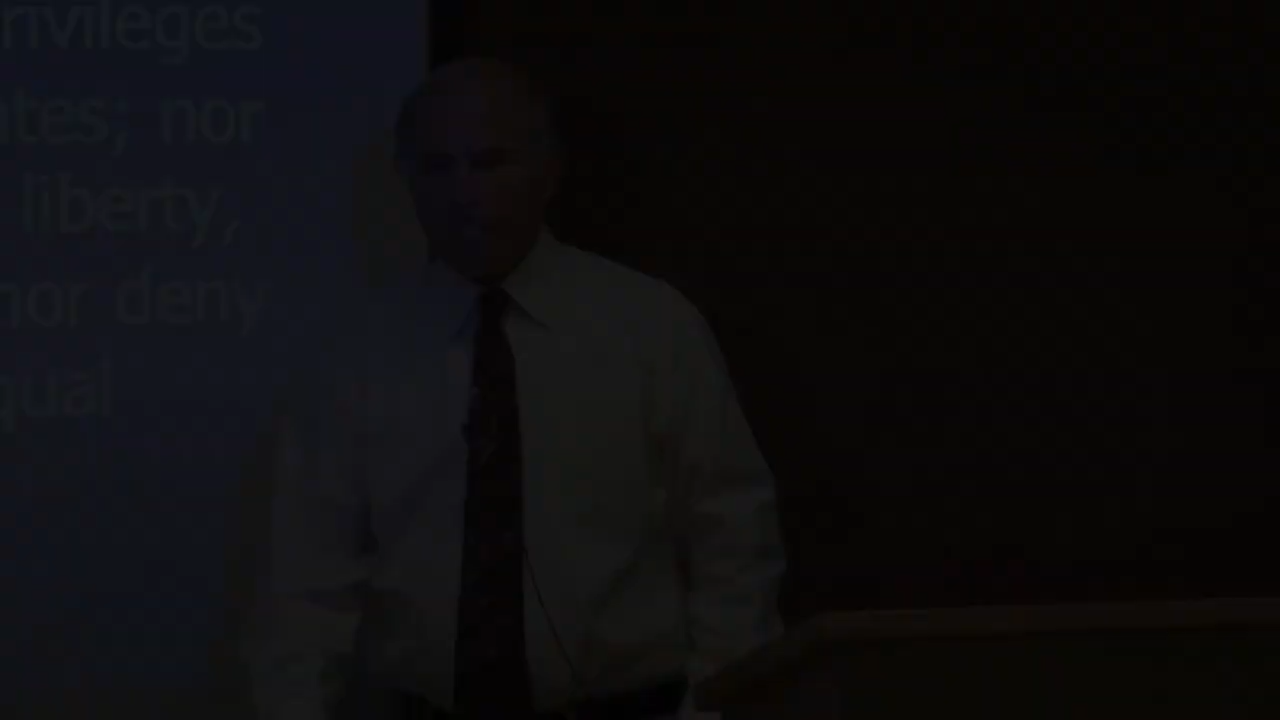 rivileges
ates; nor
liberty,
nor deny
qual